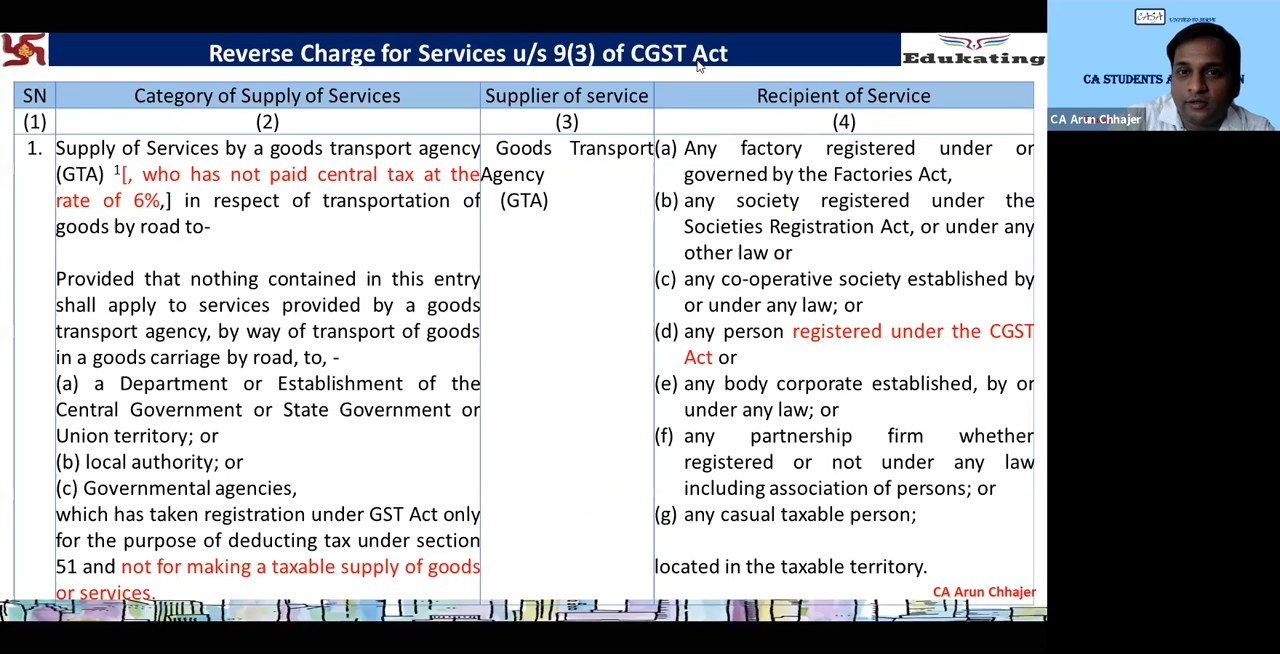 Reverse Charge for Services u/s 9(3) of CGST Act
Edukating
CASA
UNITED TO SERVE
CA STUDENTS A
N
CA Arun Chhajer
SN
Category of Supply of Services
Supplier of service
Recipient of Service
(1)
(2)
(3)
(4)
1.
Supply of Services by a goods transport agency
(GTA) ¹[, who has not paid central tax at the
rate of 6%,] in respect of transportation of
goods by road to-
Provided that nothing contained in this entry
shall apply to services provided by a goods
transport agency, by way of transport of goods
in a goods carriage by road, to, -
(a) a Department or Establishment of the
Central Government or State Government or
Union territory; or
(b) local authority; or
(c) Governmental agencies,
which has taken registration under GST Act only
for the purpose of deducting tax under section
51 and not for making a taxable supply of goods
or services.
Goods Transport
Agency
(GTA)
(a) Any factory registered under or
governed by the Factories Act,
(b) any society registered under the
Societies Registration Act, or under any
other law or
(c) any co-operative society established by
or under any law; or
(d) any person registered under the CGST
Act or
(e) any body corporate established, by or
under any law; or
(f) any partnership firm whether
registered or not under any law
including association of persons; or
(g) any casual taxable person;
located in the taxable territory.
CA Arun Chhajer